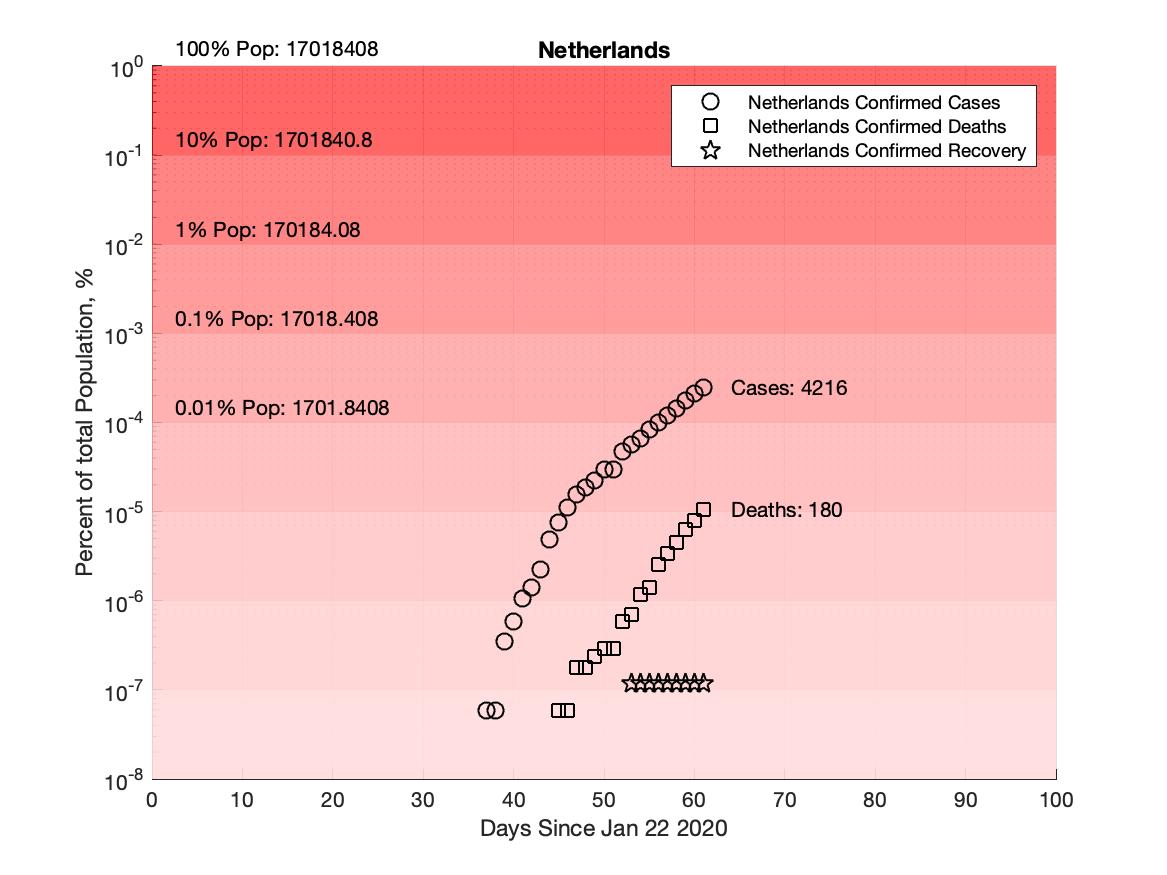 100% Pop: 17018408
Netherlands
10^0
Netherlands Confirmed Cases
Netherlands Confirmed Deaths
Netherlands Confirmed Recovery
10% Pop: 1701840.8
10^-1
1% Pop: 170184.08
10^-2
0.1% Pop: 17018.408
10^-3
Cases: 4216
0.01% Pop: 1701.8408
10^-4
Percent of total Population, %
Deaths: 180
10^-5
10^-6
10^-7
10^-8
0 10 20 30 40 50 60 70 80 90 100
Days Since Jan 22 2020